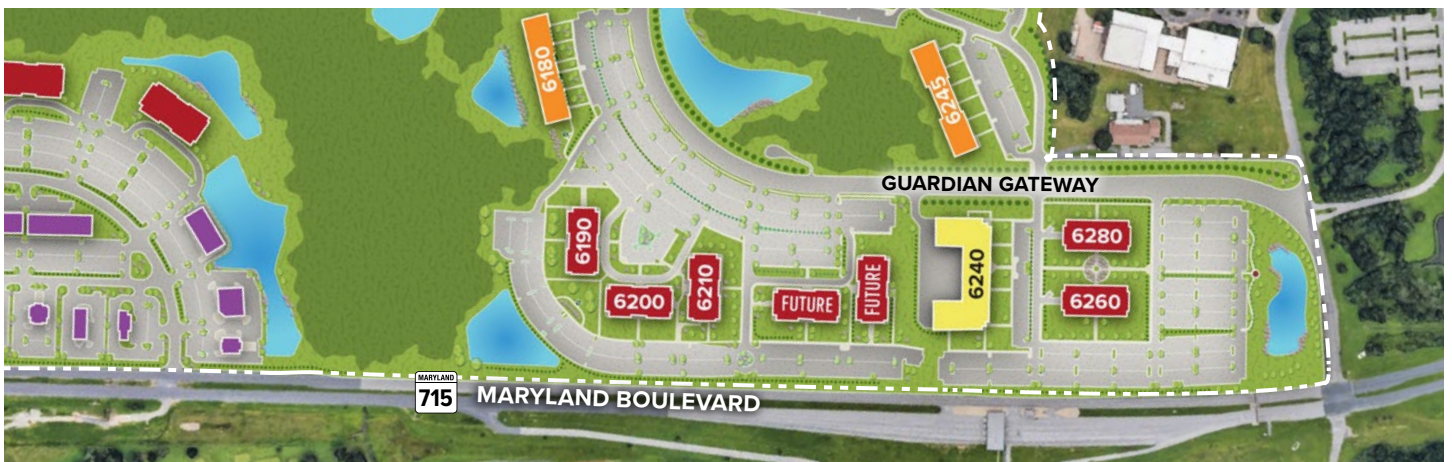 6180
6245
GUARDIAN GATEWAY
6190
6200
6210
FUTURE
FUTURE
6240
6280
6260
MARYLAND
715
MARYLAND BOULEVARD